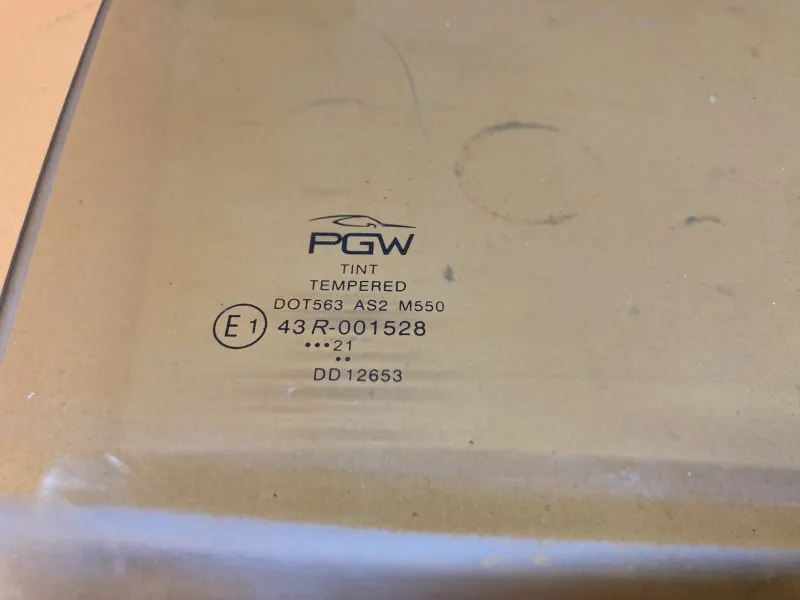 PGW
TINT
TEMPERED
DOT563 AS2 M550
E1 43R-001528
•••21
••
DD12653